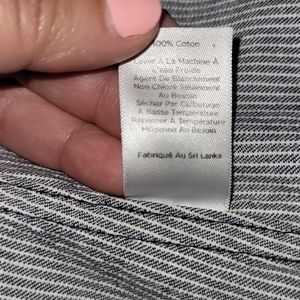 100% Coton
Laver À La Machine À
L'eau Froide
Agent De Blanchiment
Non Chloré Seulement
Au Besoin
Sécher Par Culbutage
À Basse Température
Repasser À Température
Moyenne Au Besoin
Fabriqué Au Sri Lanka